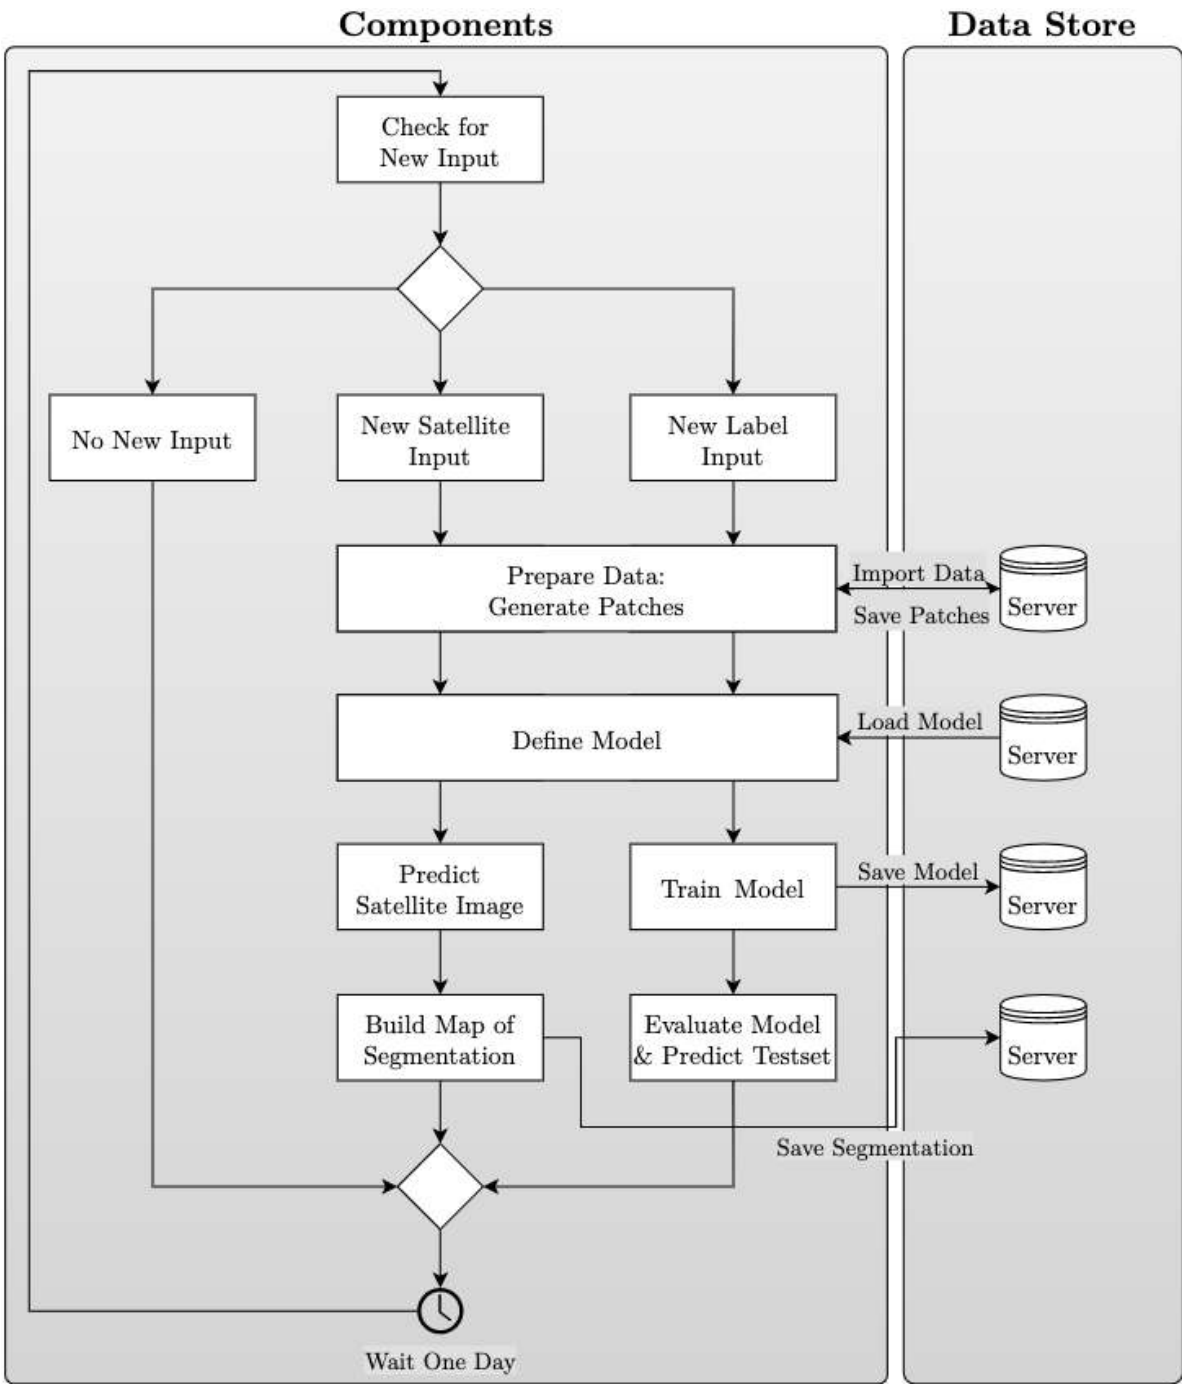 Components
Data Store
Check for
New Input
No New Input
New Satellite
Input
New Label
Input
Prepare Data:
Generate Patches
Import Data
Save Patches
Server
Define Model
Load Model
Server
Predict
Satellite Image
Train Model
Save Model
Server
Build Map of
Segmentation
Evaluate Model
& Predict Testset
Server
Save Segmentation
Wait One Day